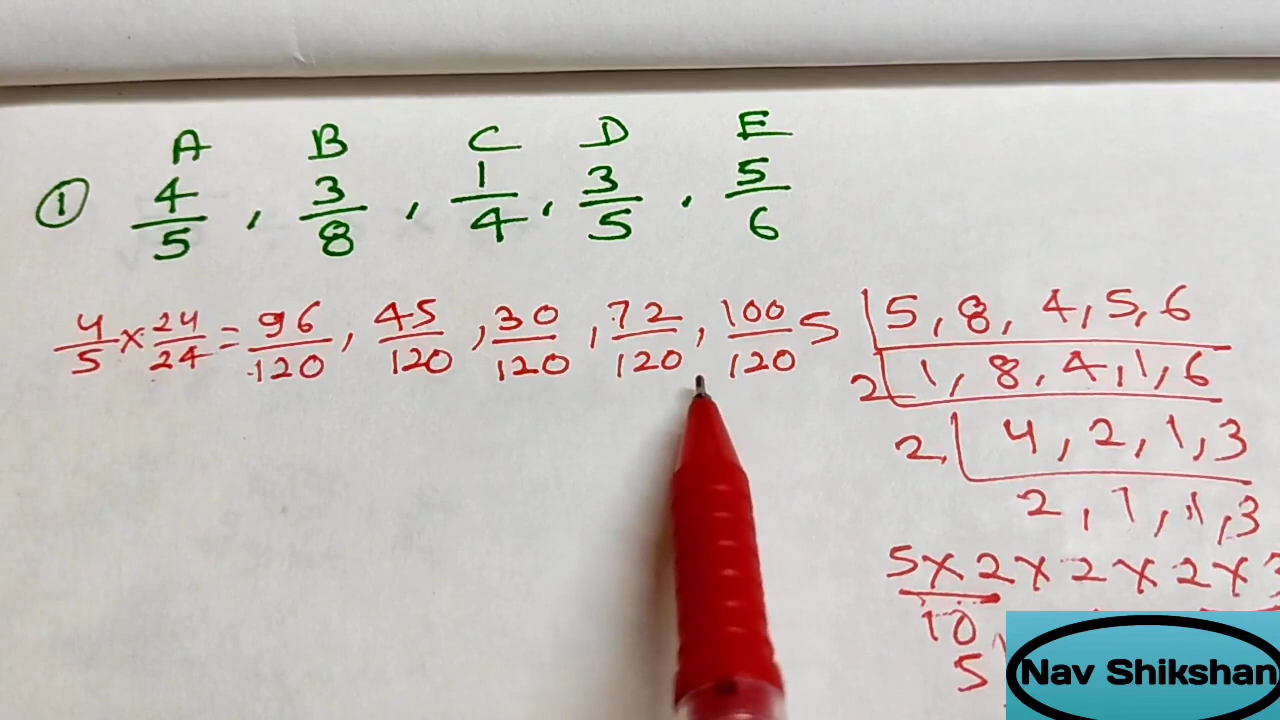 A B C D E
① 4/5 , 3/8 , 1/4 , 3/5 , 5/6
4/5 × 24/24 = 96/120 , 45/120 , 30/120 , 72/120 , 100/120
5 | 5 , 8 , 4 , 5 , 6
2 | 1 , 8 , 4 , 1 , 6
2 | 4 , 2 , 1 , 3
2 , 1 , 1 , 3
5 × 2 × 2 × 2 × 3
10
5
Nav Shikshan